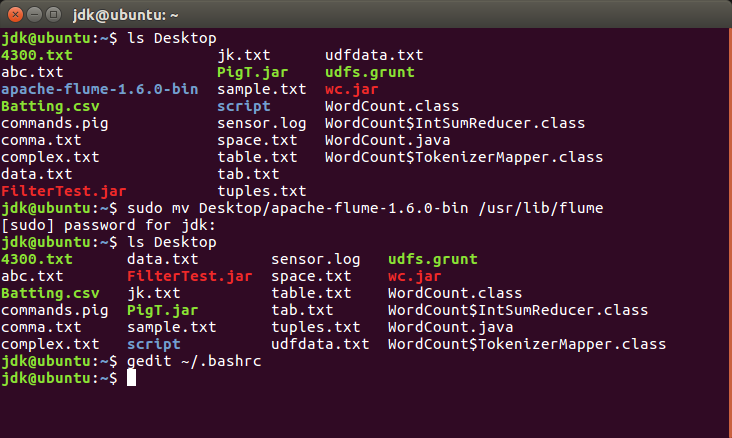 jdk@ubuntu: ~
jdk@ubuntu:~$ ls Desktop
4300.txt jk.txt udfdata.txt
abc.txt PigT.jar udfs.grunt
apache-flume-1.6.0-bin sample.txt wc.jar
Batting.csv script WordCount.class
commands.pig sensor.log WordCount$IntSumReducer.class
comma.txt space.txt WordCount.java
complex.txt table.txt WordCount$TokenizerMapper.class
data.txt tab.txt
FilterTest.jar tuples.txt
jdk@ubuntu:~$ sudo mv Desktop/apache-flume-1.6.0-bin /usr/lib/flume
[sudo] password for jdk:
jdk@ubuntu:~$ ls Desktop
4300.txt data.txt sensor.log udfs.grunt
abc.txt FilterTest.jar space.txt wc.jar
Batting.csv jk.txt table.txt WordCount.class
commands.pig PigT.jar tab.txt WordCount$IntSumReducer.class
comma.txt sample.txt tuples.txt WordCount.java
complex.txt script udfdata.txt WordCount$TokenizerMapper.class
jdk@ubuntu:~$ gedit ~/.bashrc
jdk@ubuntu:~$